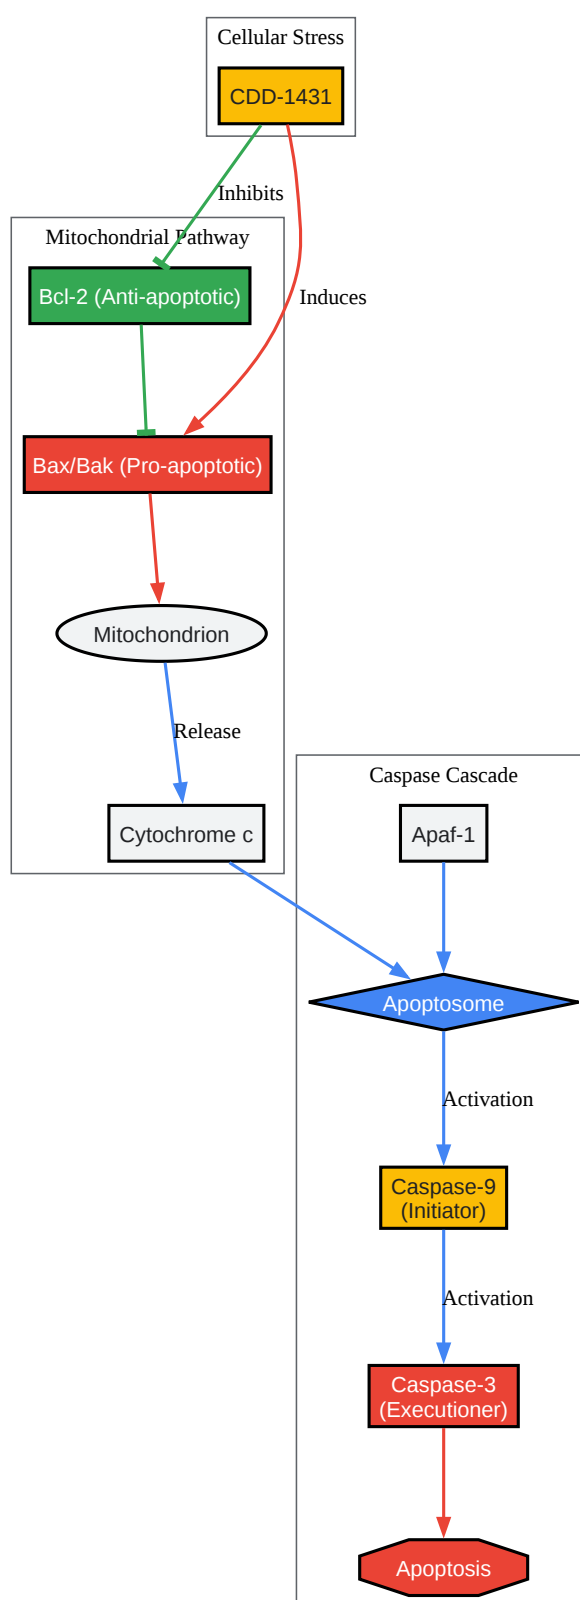 Cellular Stress
CDD-1431
Inhibits
Mitochondrial Pathway
Bcl-2 (Anti-apoptotic)
Induces
Bax/Bak (Pro-apoptotic)
Mitochondrion
Release
Caspase Cascade
Cytochrome c
Apaf-1
Apoptosome
Activation
Caspase-9
(Initiator)
Activation
Caspase-3
(Executioner)
Apoptosis